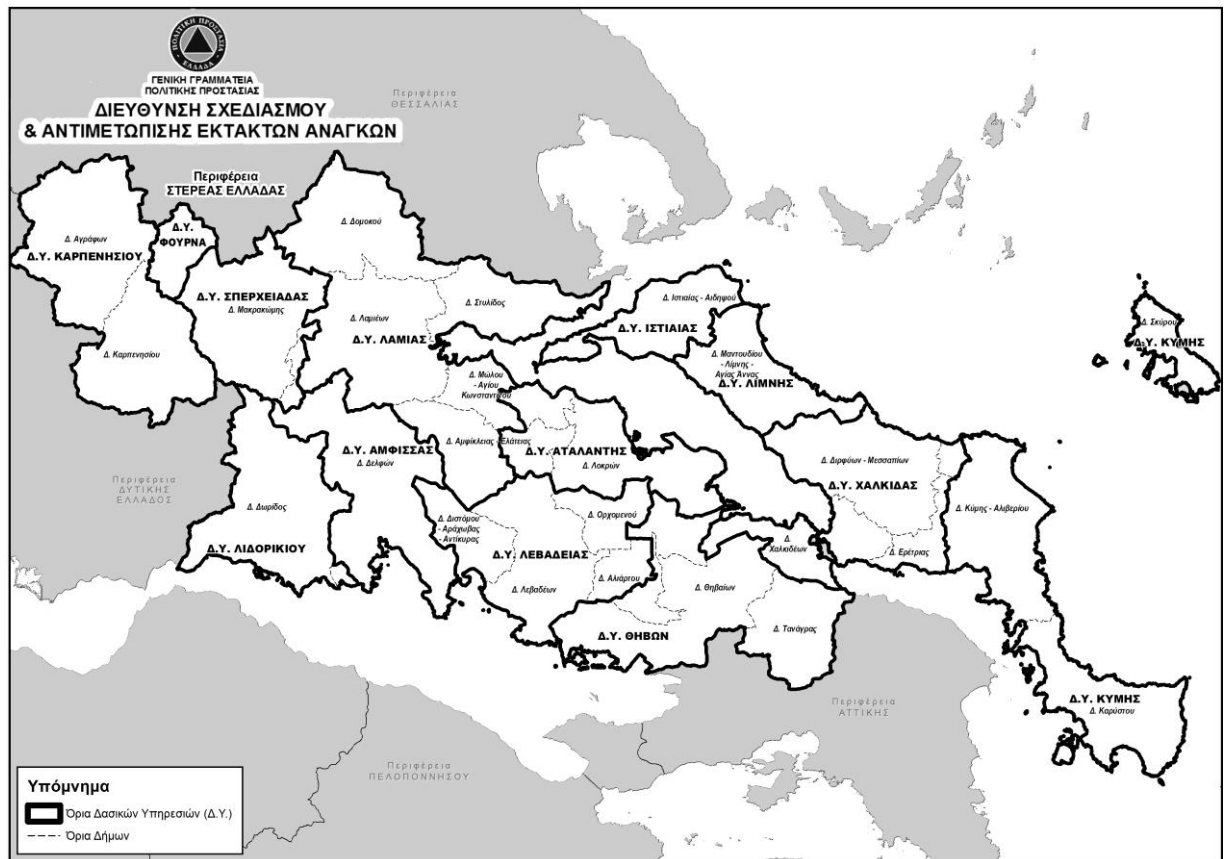 ΠΟΛΙΤΙΚΗ ΠΡΟΣΤΑΣΙΑ
ΕΛΛΑΔΑ
ΓΕΝΙΚΗ ΓΡΑΜΜΑΤΕΙΑ
ΠΟΛΙΤΙΚΗΣ ΠΡΟΣΤΑΣΙΑΣ
ΔΙΕΥΘΥΝΣΗ ΣΧΕΔΙΑΣΜΟΥ
& ΑΝΤΙΜΕΤΩΠΙΣΗΣ ΕΚΤΑΚΤΩΝ ΑΝΑΓΚΩΝ
Περιφέρεια
ΘΕΣΣΑΛΙΑΣ
Περιφέρεια
ΣΤΕΡΕΑΣ ΕΛΛΑΔΑΣ
Δ. Αγράφων
Δ.Υ. ΚΑΡΠΕΝΗΣΙΟΥ
Δ.Υ.
ΦΟΥΡΝΑ
Δ. Δομοκού
Δ.Υ. ΣΠΕΡΧΕΙΑΔΑΣ
Δ. Μακρακώμης
Δ. Καρπενησίου
Δ. Λαμιέων
Δ.Υ. ΛΑΜΙΑΣ
Δ. Στυλίδος
Δ. Ιστιαίας - Αιδηψού
Δ.Υ. ΙΣΤΙΑΙΑΣ
Δ. Μαντουδίου
- Λίμνης -
Αγίας Άννας
Δ.Υ. ΛΙΜΝΗΣ
Δ. Σκύρου
Δ.Υ. ΚΥΜΗΣ
Δ. Μώλου - Αγίου
Κωνσταντίνου
Δ. Αμφίκλειας - Ελάτειας
Δ.Υ. ΑΤΑΛΑΝΤΗΣ
Δ. Λοκρών
Δ.Υ. ΑΜΦΙΣΣΑΣ
Δ. Δελφών
Δ. Διρφύων - Μεσσαπίων
Δ.Υ. ΧΑΛΚΙΔΑΣ
Δ. Κύμης - Αλιβερίου
Δ. Ερέτριας
Περιφέρεια
ΔΥΤΙΚΗΣ
ΕΛΛΑΔΟΣ
Δ. Δωρίδος
Δ.Υ. ΛΙΔΟΡΙΚΙΟΥ
Δ. Διστόμου
- Αράχωβας -
Αντίκυρας
Δ. Ορχομενού
Δ.Υ. ΛΕΒΑΔΕΙΑΣ
Δ. Λεβαδέων
Δ. Αλιάρτου
Δ.
Χαλκιδέων
Δ. Θηβαίων
Δ.Υ. ΘΗΒΩΝ
Δ. Τανάγρας
Δ.Υ. ΚΥΜΗΣ
Δ. Καρύστου
Περιφέρεια
ΑΤΤΙΚΗΣ
Περιφέρεια
ΠΕΛΟΠΟΝΝΗΣΟΥ
Υπόμνημα
Όρια Δασικών Υπηρεσιών (Δ.Υ.)
Όρια Δήμων